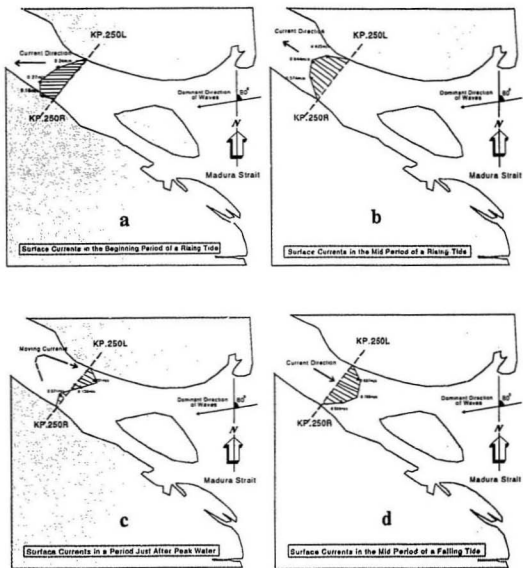 KP.250L
Current Direction
KP.250R
Dominant Direction
of Waves
80°
N
Madura Strait
a
Surface Currents in the Beginning Period of a Rising Tide
KP.250L
Current Direction
KP.250R
Dominant Direction
of Waves
80°
N
Madura Strait
b
Surface Currents in the Mid Period of a Rising Tide
KP.250L
Moving Currents
KP.250R
Dominant Direction
of Waves
80°
N
Madura Strait
c
Surface Currents in a Period Just After Peak Water
KP.250L
Current Direction
KP.250R
Dominant Direction
of Waves
80°
N
Madura Strait
d
Surface Currents in the Mid Period of a Falling Tide